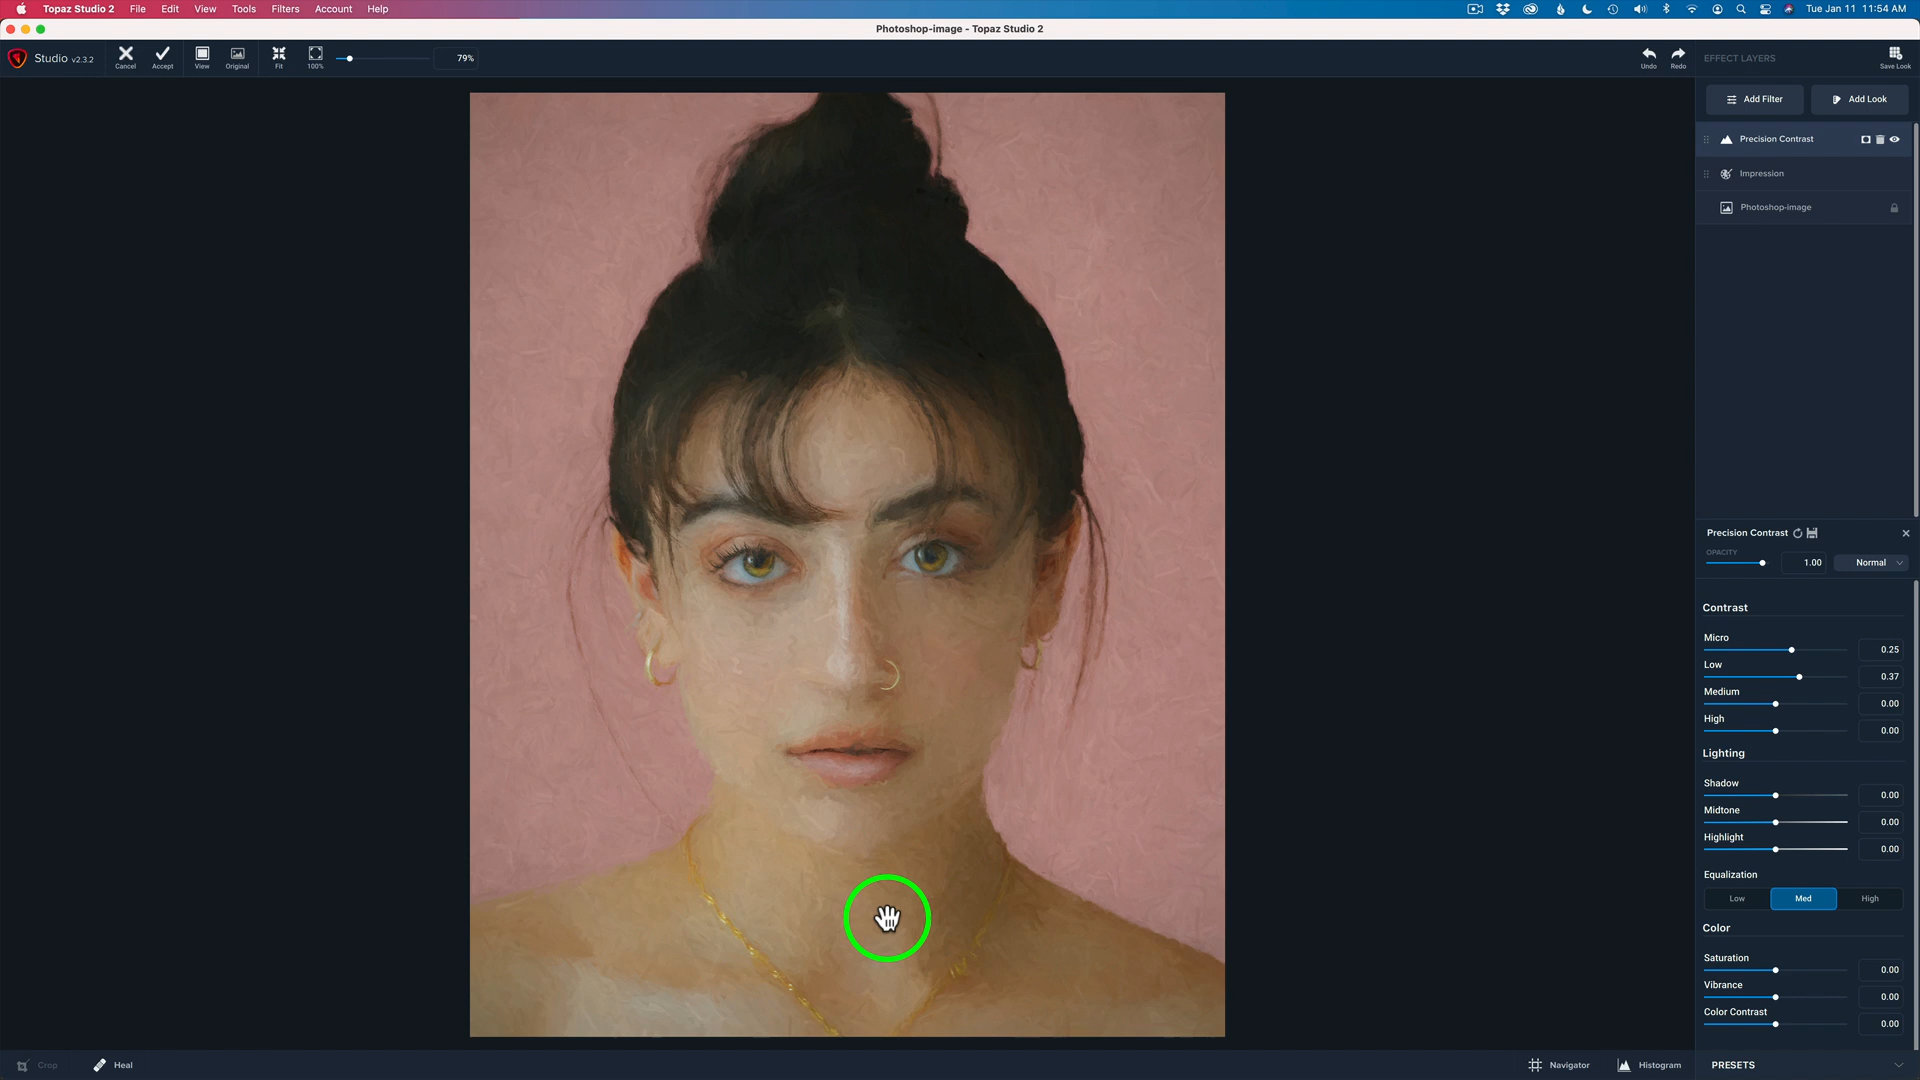 Topaz Studio 2 File Edit View Tools Filters Account Help Tue Jan 11 11:54 AM
Photoshop-image - Topaz Studio 2
Studio v2.3.2 Cancel Accept View Original Fit 100% 79% Undo Redo
EFFECT LAYERS Save Look
Add Filter Add Look
Precision Contrast
Impression
Photoshop-image
Precision Contrast
OPACITY
1.00 Normal
Contrast
Micro
0.25
Low
0.37
Medium
0.00
High
0.00
Lighting
Shadow
0.00
Midtone
0.00
Highlight
0.00
Equalization
Low Med High
Color
Saturation
0.00
Vibrance
0.00
Color Contrast
0.00
Crop Heal Navigator Histogram PRESETS